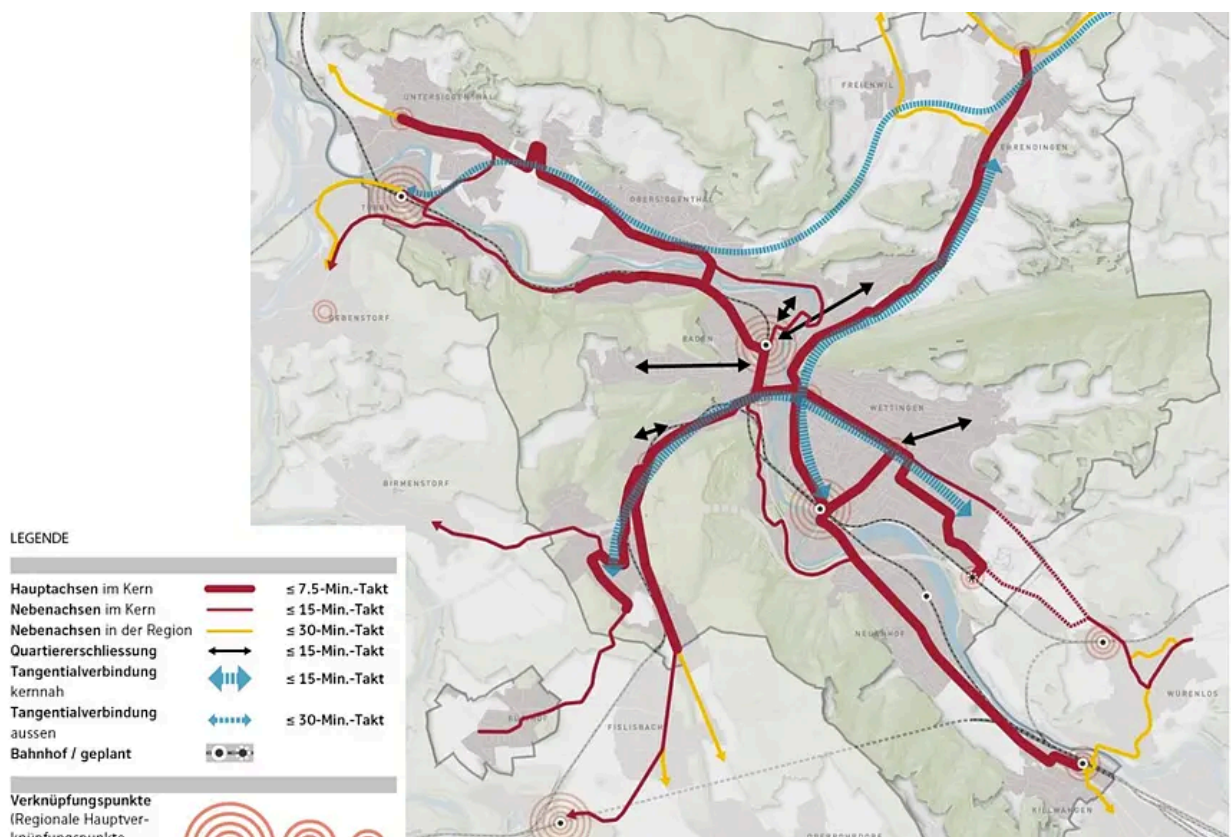 UNTERSIGGENTHAL
FREIENWIL
EHRENDINGEN
OBERSIGGENTHAL
GEBENSTORF
BADEN
WETTINGEN
BIRMENSTORF
NEUENHOF
WÜRENLOS
FISLISBACH
KILLWANGEN
OBERROHRDORF
LEGENDE
Hauptachsen im Kern ≤ 7.5-Min.-Takt
Nebenachsen im Kern ≤ 15-Min.-Takt
Nebenachsen in der Region ≤ 30-Min.-Takt
Quartiererschliessung ≤ 15-Min.-Takt
Tangentialverbindung
kernnah ≤ 15-Min.-Takt
Tangentialverbindung
aussen ≤ 30-Min.-Takt
Bahnhof / geplant
Verknüpfungspunkte
(Regionale Hauptver-
knüpfungspunkte